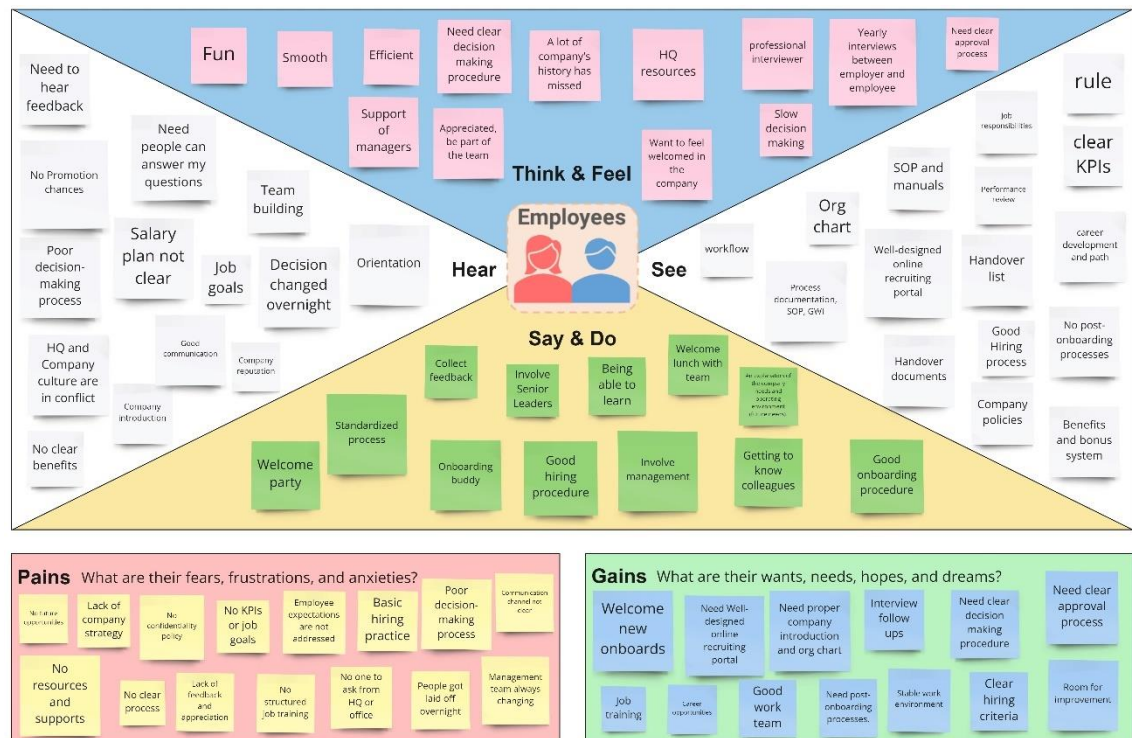 Fun
Smooth
Efficient
Need clear
decision
making
procedure
A lot of
company's
history has
missed
HQ
resources
professional
interviewer
Yearly
interviews
between
employer and
employee
Need clear
approval
process
Support
of
managers
Appreciated,
be part of
the team
Want to feel
welcomed in
the
company
Slow
decision
making
Think & Feel
Employees
Hear
Need to
hear
feedback
Need
people can
answer my
questions
No Promotion
chances
Team
building
Salary
plan not
clear
Poor
decision-
making
process
Job
goals
Decision
changed
overnight
Orientation
Good
communication
Company
reputation
HQ and
Company
culture are
in conflict
Company
introduction
No clear
benefits
See
rule
Job
responsibilities
clear
KPIs
SOP and
manuals
Performance
review
Org
chart
workflow
Well-designed
online
recruiting
portal
Handover
list
career
development
and path
Process
documentation,
SOP, GWI
Good
Hiring
process
No post-
onboarding
processes
Handover
documents
Company
policies
Benefits
and bonus
system
Say & Do
Collect
feedback
Involve
Senior
Leaders
Being
able to
learn
Welcome
lunch with
team
of
the company
needs and
operating
environment
Standardized
process
Welcome
party
Onboarding
buddy
Good
hiring
procedure
Involve
management
Getting to
know
colleagues
Good
onboarding
procedure
Pains What are their fears, frustrations, and anxieties?
No future
opportunities
Lack of
company
strategy
No
confidentiality
policy
No KPIs
or job
goals
Employee
expectations
are not
addressed
Basic
hiring
practice
Poor
decision-
making
process
Communication
channel not
clear
No
resources
and
supports
No clear
process
Lack of
feedback
and
appreciation
No
structured
job training
No one to
ask from
HQ or
office
People got
laid off
overnight
Management
team always
changing
Gains What are their wants, needs, hopes, and dreams?
Welcome
new
onboards
Need Well-
designed
online
recruiting
portal
Need proper
company
introduction
and org chart
Interview
follow
ups
Need clear
decision
making
procedure
Need clear
approval
process
Job
training
Career
opportunities
Good
work
team
Need post-
onboarding
processes.
Stable work
environment
Clear
hiring
criteria
Room for
improvement